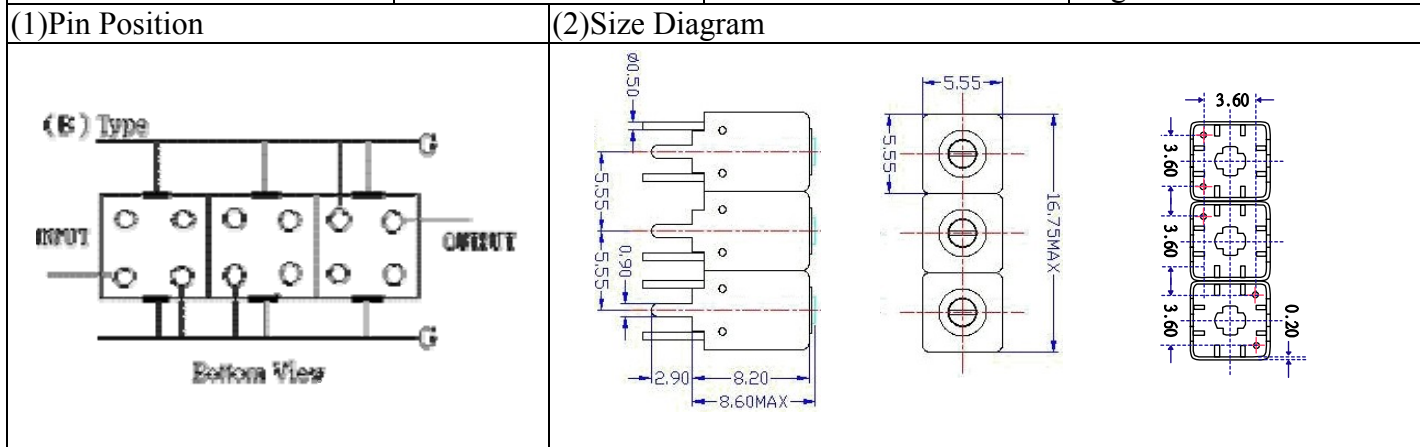 (1)Pin Position
(2)Size Diagram
(B) Type
G
INPUT
OUTPUT
G
Bottom View
ø0.50
5.55
5.55
0.90
2.90
8.20
8.60MAX
5.55
5.55
16.75MAX
3.60
3.60
3.60
3.60
0.20